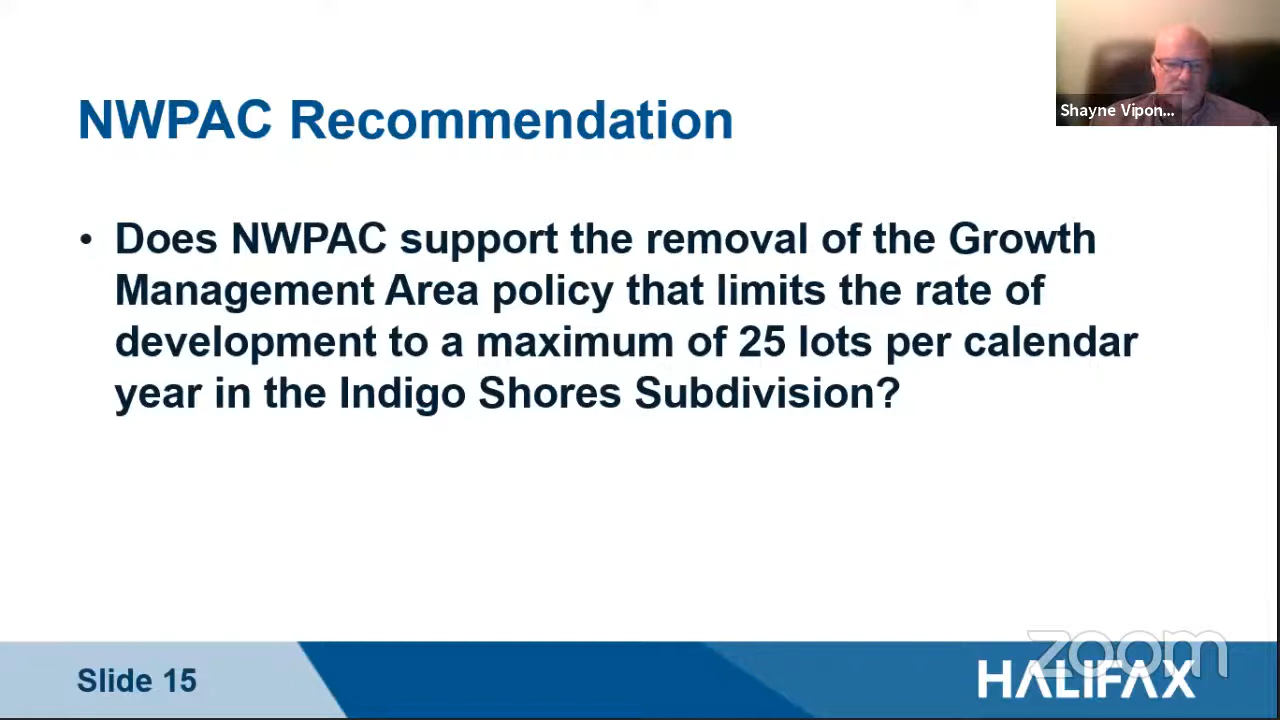 Shayne Vipon...
NWPAC Recommendation
• Does NWPAC support the removal of the Growth
Management Area policy that limits the rate of
development to a maximum of 25 lots per calendar
year in the Indigo Shores Subdivision?
zoom
Slide 15
HALIFAX